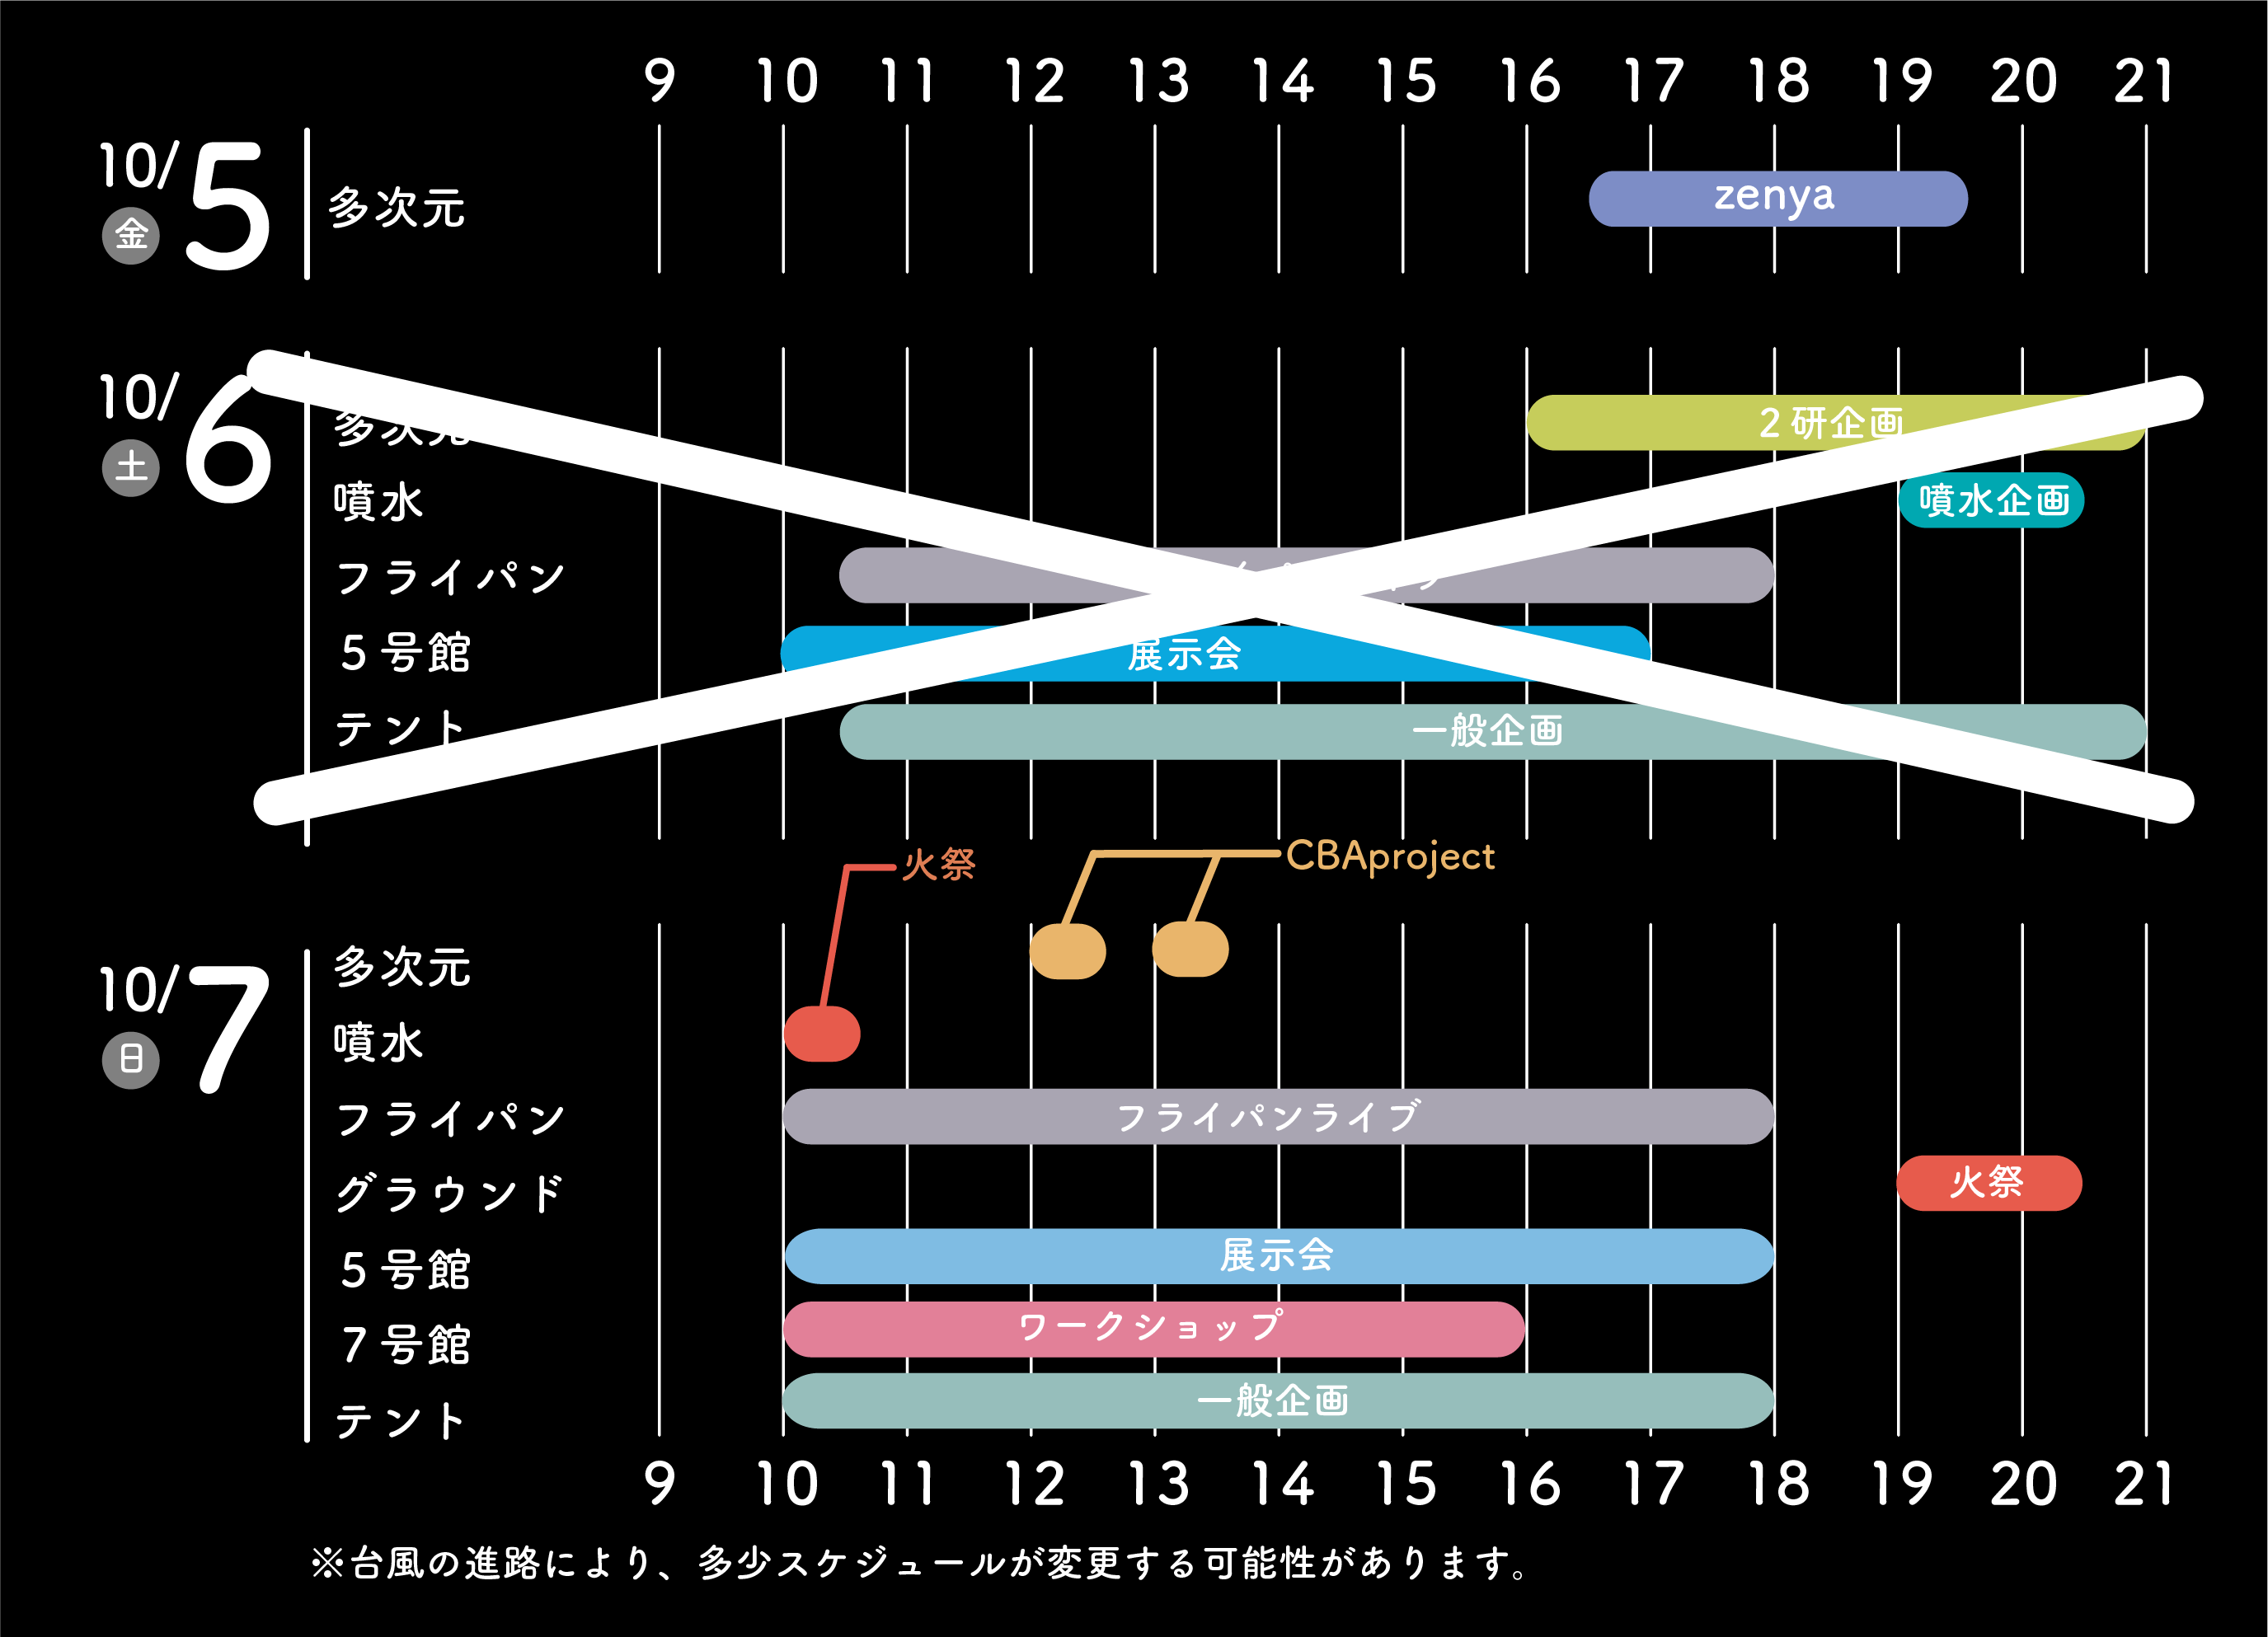 9 10 11 12 13 14 15 16 17 18 19 20 21
10/5
金
多次元
zenya
10/6
土
多次元
2研企画
噴水
噴水企画
フライパン
5号館
展示会
テント
一般企画
火祭
CBAproject
10/7
日
多次元
噴水
フライパン
フライパンライブ
グラウンド
火祭
5号館
展示会
7号館
ワークショップ
テント
一般企画
9 10 11 12 13 14 15 16 17 18 19 20 21
※台風の進路により、多少スケジュールが変更する可能性があります。